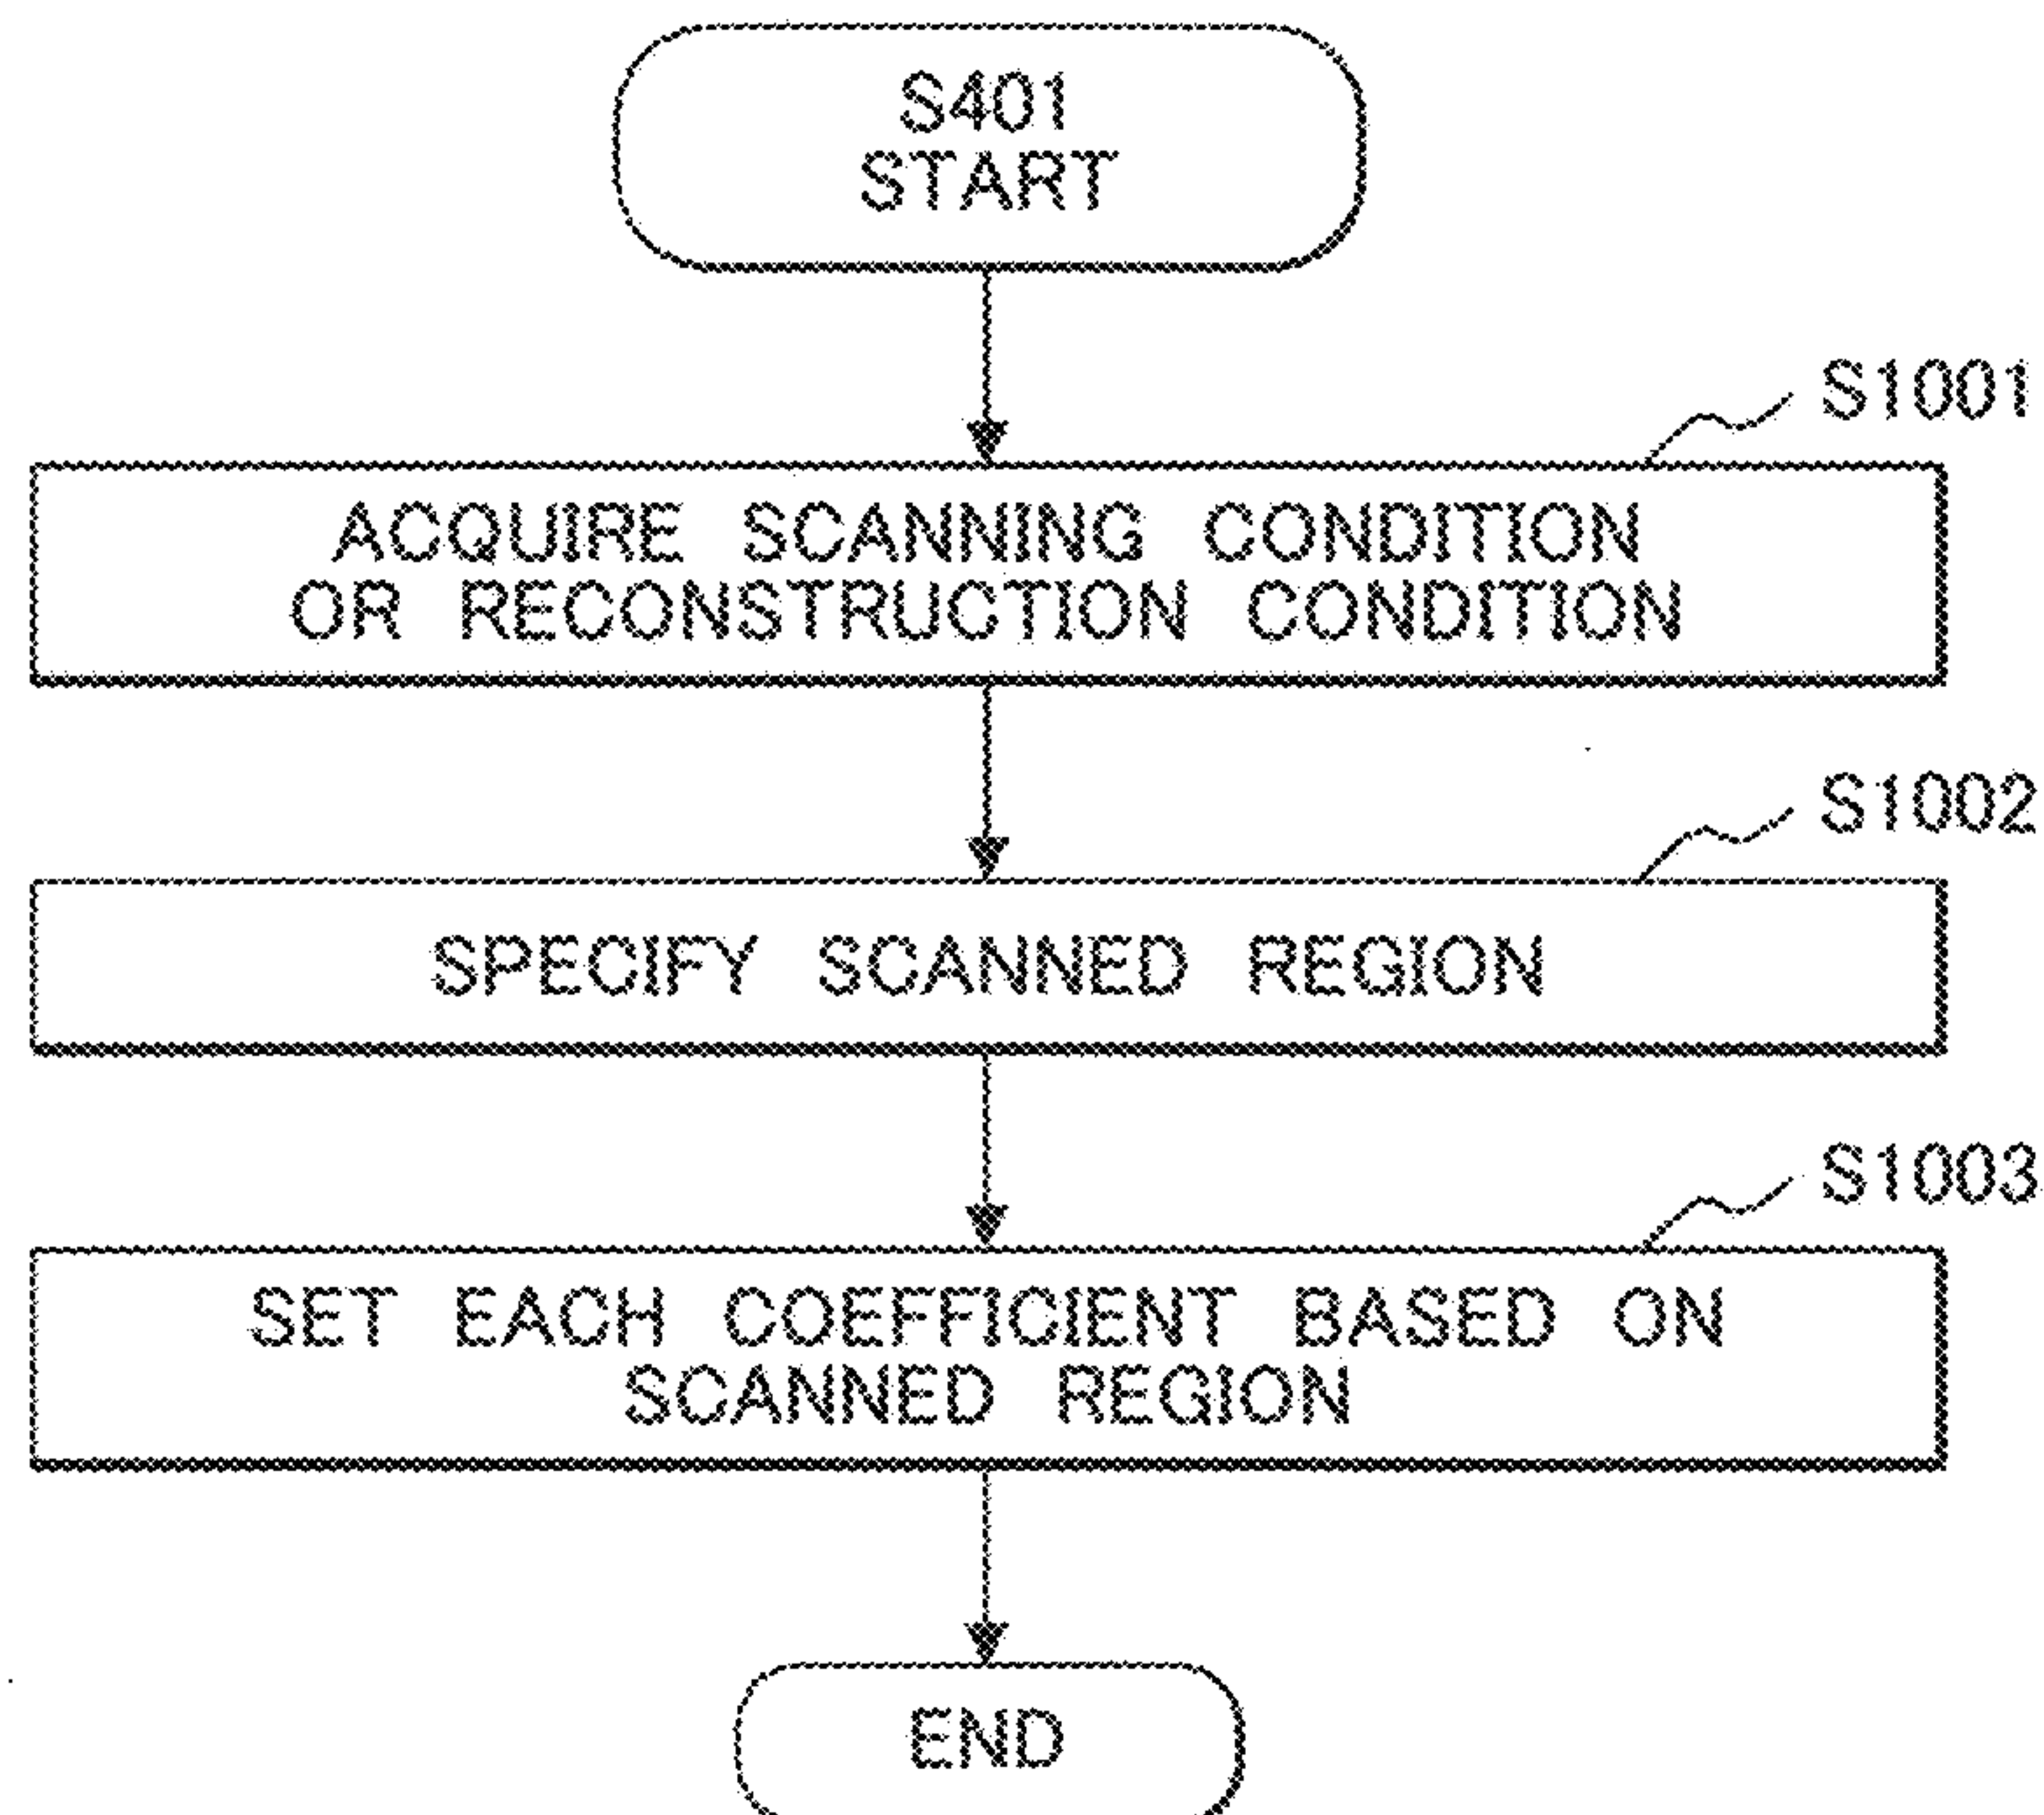 S401
START
S1001
ACQUIRE SCANNING CONDITION
OR RECONSTRUCTION CONDITION
S1002
SPECIFY SCANNED REGION
S1003
SET EACH COEFFICIENT BASED ON
SCANNED REGION
END